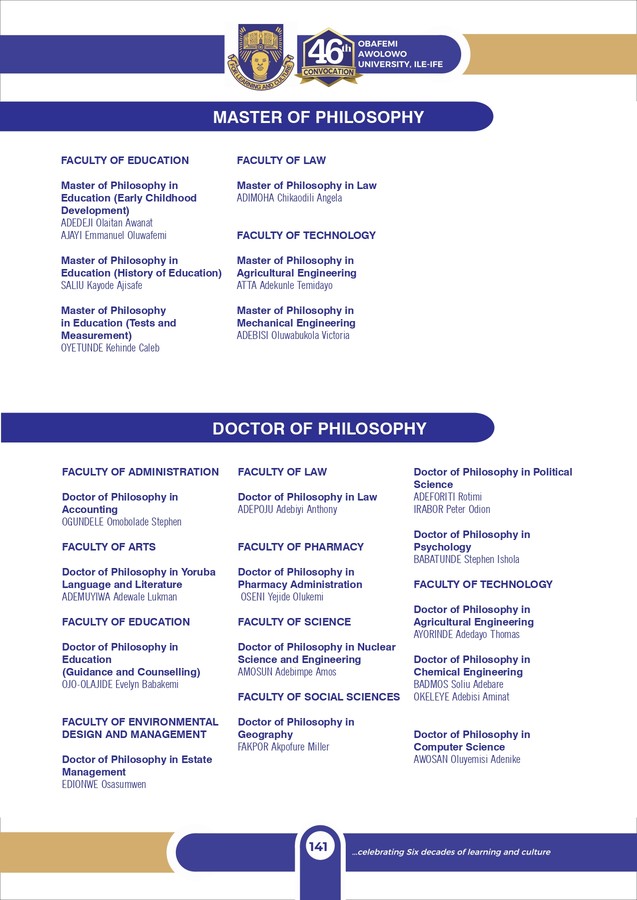 FOR LEARNING AND CULTURE
46th
CONVOCATION
OBAFEMI
AWOLOWO
UNIVERSITY, ILE-IFE
MASTER OF PHILOSOPHY
FACULTY OF EDUCATION
Master of Philosophy in
Education (Early Childhood
Development)
ADEDEJI Olaitan Awanat
AJAYI Emmanuel Oluwafemi
Master of Philosophy in
Education (History of Education)
SALIU Kayode Ajisafe
Master of Philosophy
in Education (Tests and
Measurement)
OYETUNDE Kehinde Caleb
FACULTY OF LAW
Master of Philosophy in Law
ADIMOHA Chikaodili Angela
FACULTY OF TECHNOLOGY
Master of Philosophy in
Agricultural Engineering
ATTA Adekunle Temidayo
Master of Philosophy in
Mechanical Engineering
ADEBISI Oluwabukola Victoria
DOCTOR OF PHILOSOPHY
FACULTY OF ADMINISTRATION
Doctor of Philosophy in
Accounting
OGUNDELE Omobolade Stephen
FACULTY OF ARTS
Doctor of Philosophy in Yoruba
Language and Literature
ADEMUYIWA Adewale Lukman
FACULTY OF EDUCATION
Doctor of Philosophy in
Education
(Guidance and Counselling)
OJO-OLAJIDE Evelyn Babakemi
FACULTY OF ENVIRONMENTAL
DESIGN AND MANAGEMENT
Doctor of Philosophy in Estate
Management
EDIONWE Osasumwen
FACULTY OF LAW
Doctor of Philosophy in Law
ADEPOJU Adebiyi Anthony
FACULTY OF PHARMACY
Doctor of Philosophy in
Pharmacy Administration
OSENI Yejide Olukemi
FACULTY OF SCIENCE
Doctor of Philosophy in Nuclear
Science and Engineering
AMOSUN Adebimpe Amos
FACULTY OF SOCIAL SCIENCES
Doctor of Philosophy in
Geography
FAKPOR Akpofure Miller
Doctor of Philosophy in Political
Science
ADEFORITI Rotimi
IRABOR Peter Odion
Doctor of Philosophy in
Psychology
BABATUNDE Stephen Ishola
FACULTY OF TECHNOLOGY
Doctor of Philosophy in
Agricultural Engineering
AYORINDE Adedayo Thomas
Doctor of Philosophy in
Chemical Engineering
BADMOS Soliu Adebare
OKELEYE Adebisi Aminat
Doctor of Philosophy in
Computer Science
AWOSAN Oluyemisi Adenike
141
...celebrating Six decades of learning and culture